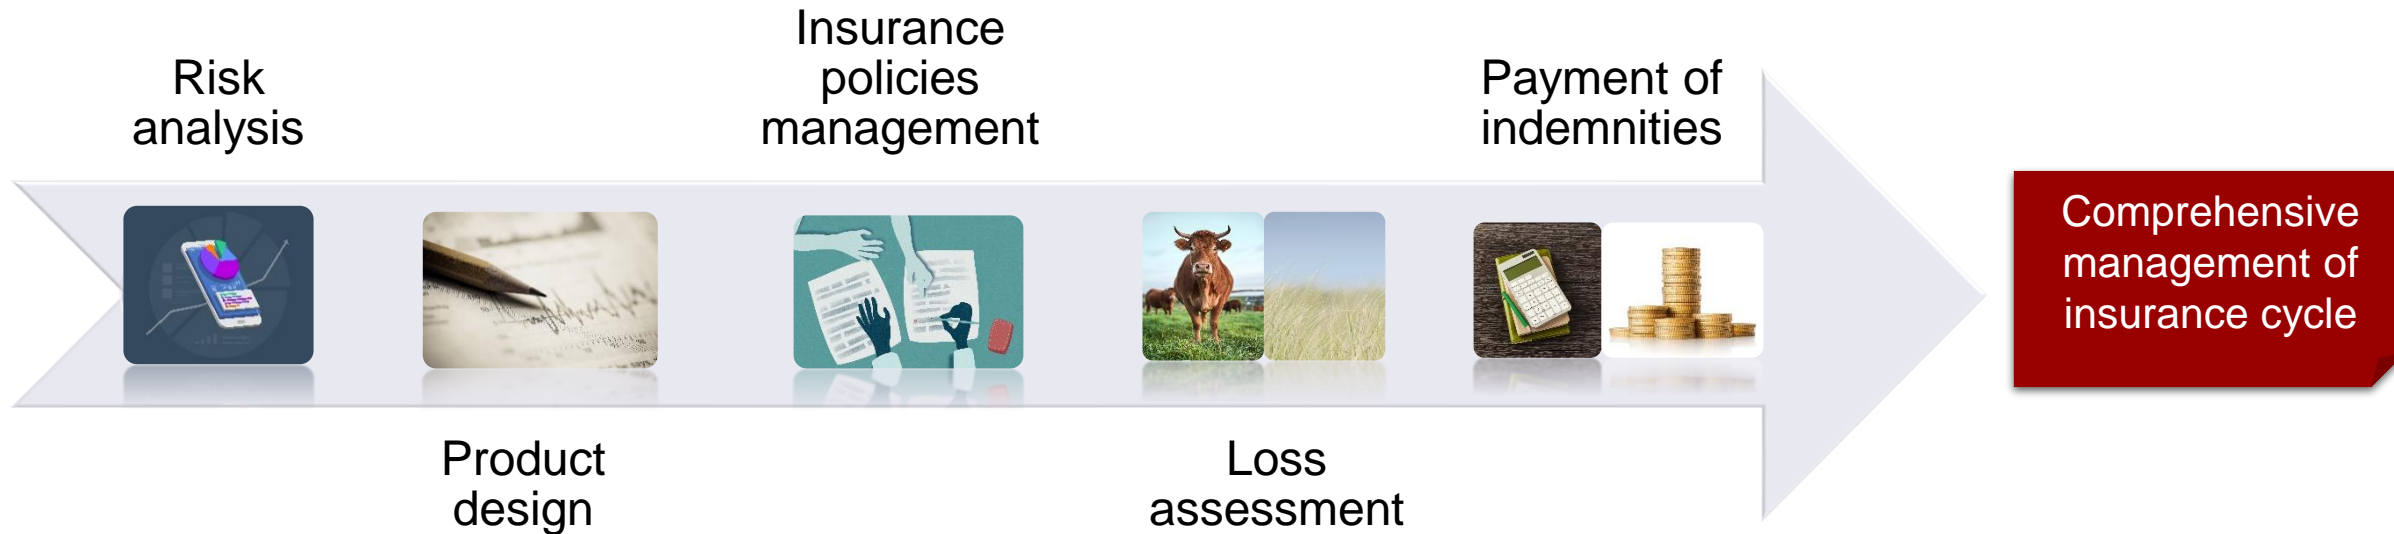 Risk
analysis
Product
design
Insurance
policies
management
Loss
assessment
Payment of
indemnities
Comprehensive
management of
insurance cycle